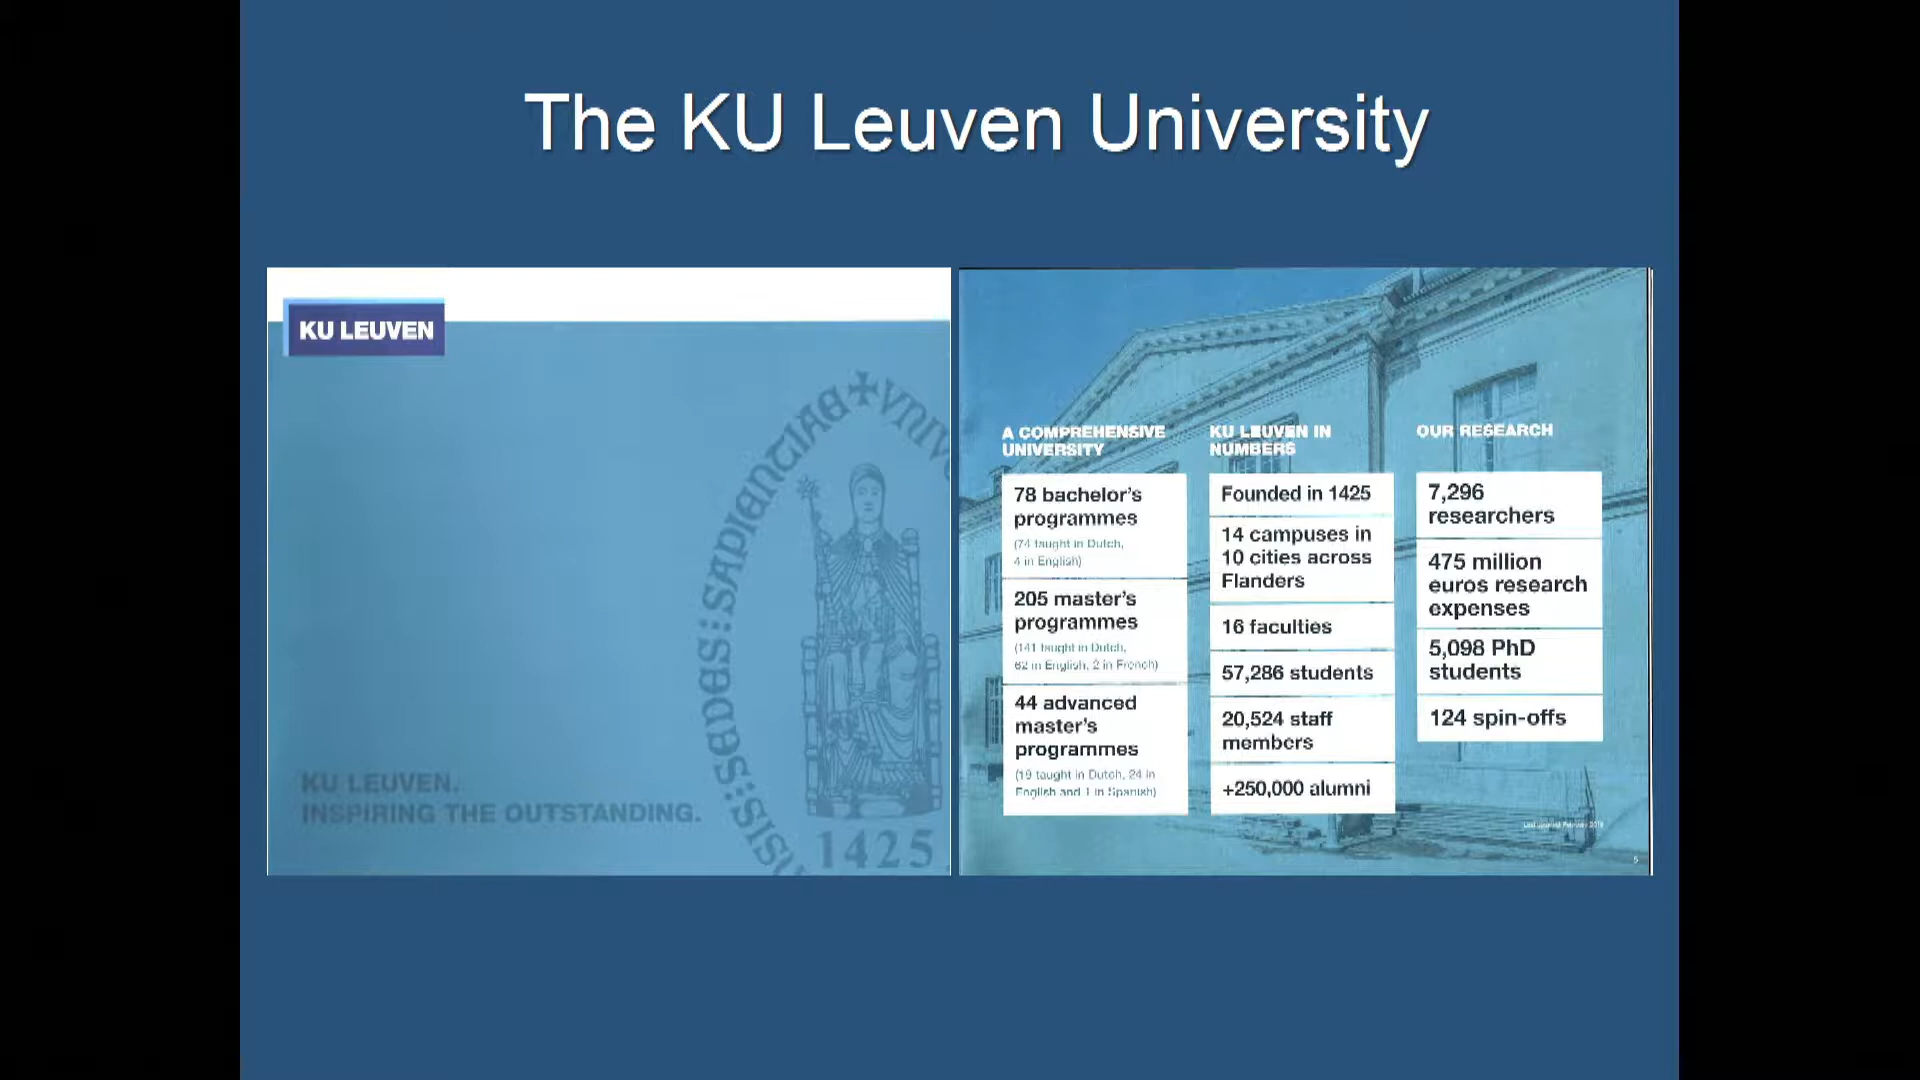 The KU Leuven University
KU LEUVEN
SEDES::SAPIENTIAE
1425
KU LEUVEN.
INSPIRING THE OUTSTANDING.
A COMPREHENSIVE
UNIVERSITY
78 bachelor's
programmes
(74 taught in Dutch,
4 in English)
205 master's
programmes
(141 taught in Dutch,
62 in English, 2 in French)
44 advanced
master's
programmes
(19 taught in Dutch, 24 in
English and 1 in Spanish)
KU LEUVEN IN
NUMBERS
Founded in 1425
14 campuses in
10 cities across
Flanders
16 faculties
57,286 students
20,524 staff
members
+250,000 alumni
OUR RESEARCH
7,296
researchers
475 million
euros research
expenses
5,098 PhD
students
124 spin-offs
5